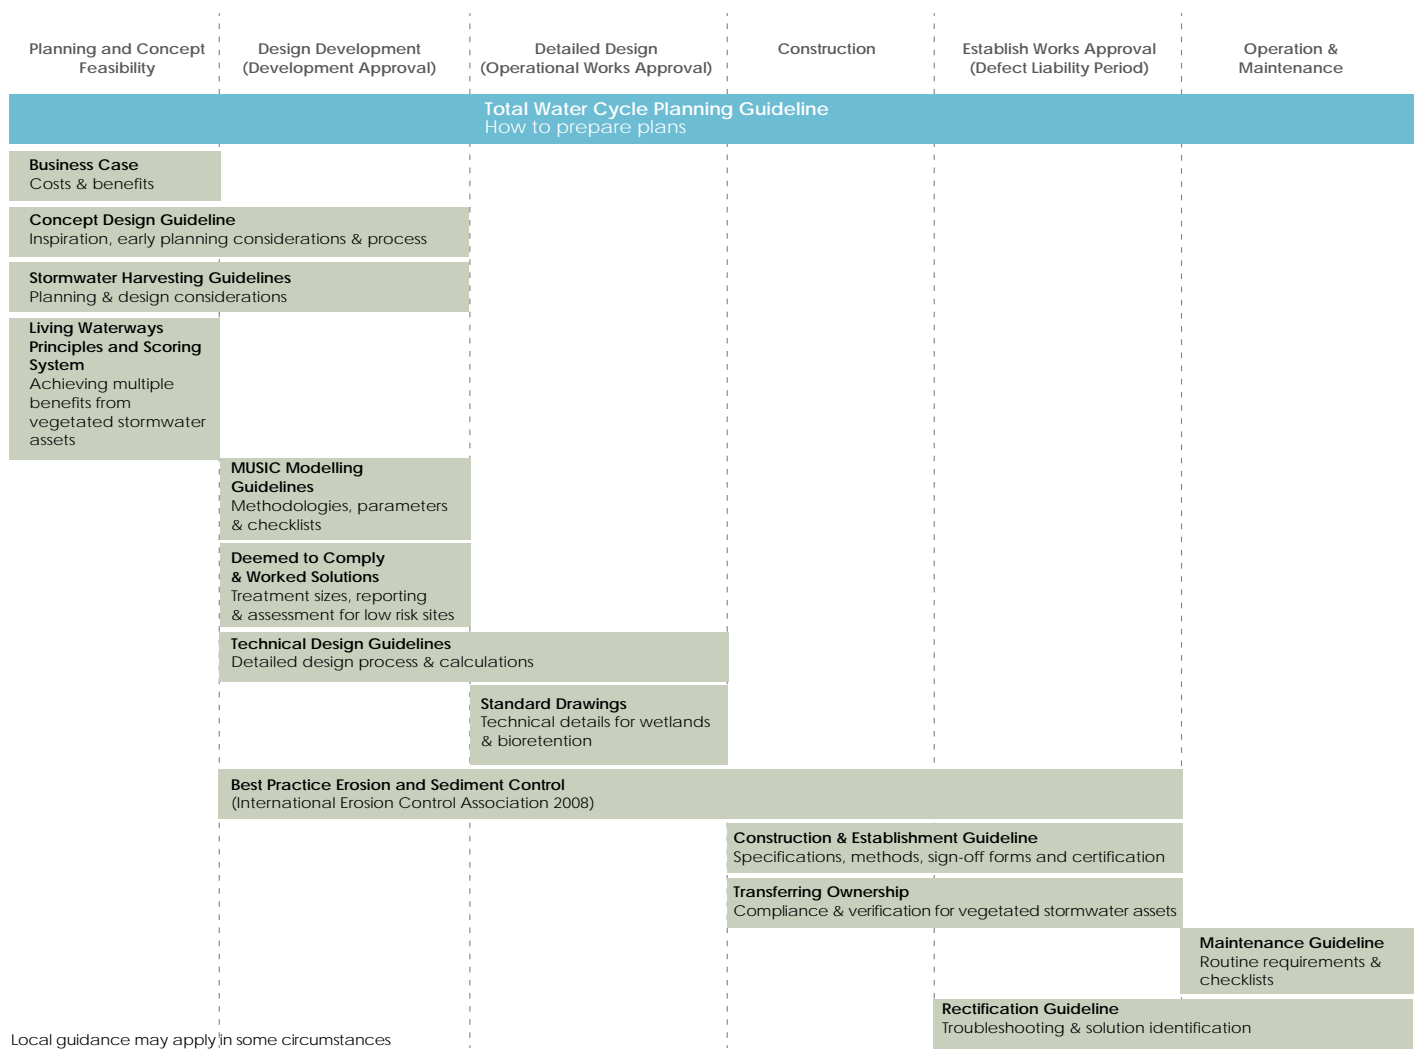 Planning and Concept
Feasibility
Design Development
(Development Approval)
Detailed Design
(Operational Works Approval)
Construction
Establish Works Approval
(Defect Liability Period)
Operation &
Maintenance
Total Water Cycle Planning Guideline
How to prepare plans
Business Case
Costs & benefits
Concept Design Guideline
Inspiration, early planning considerations & process
Stormwater Harvesting Guidelines
Planning & design considerations
Living Waterways
Principles and Scoring
System
Achieving multiple
benefits from
vegetated stormwater
assets
MUSIC Modelling
Guidelines
Methodologies, parameters
& checklists
Deemed to Comply
& Worked Solutions
Treatment sizes, reporting
& assessment for low risk sites
Technical Design Guidelines
Detailed design process & calculations
Standard Drawings
Technical details for wetlands
& bioretention
Best Practice Erosion and Sediment Control
(International Erosion Control Association 2008)
Construction & Establishment Guideline
Specifications, methods, sign-off forms and certification
Transferring Ownership
Compliance & verification for vegetated stormwater assets
Maintenance Guideline
Routine requirements &
checklists
Rectification Guideline
Troubleshooting & solution identification
Local guidance may apply in some circumstances